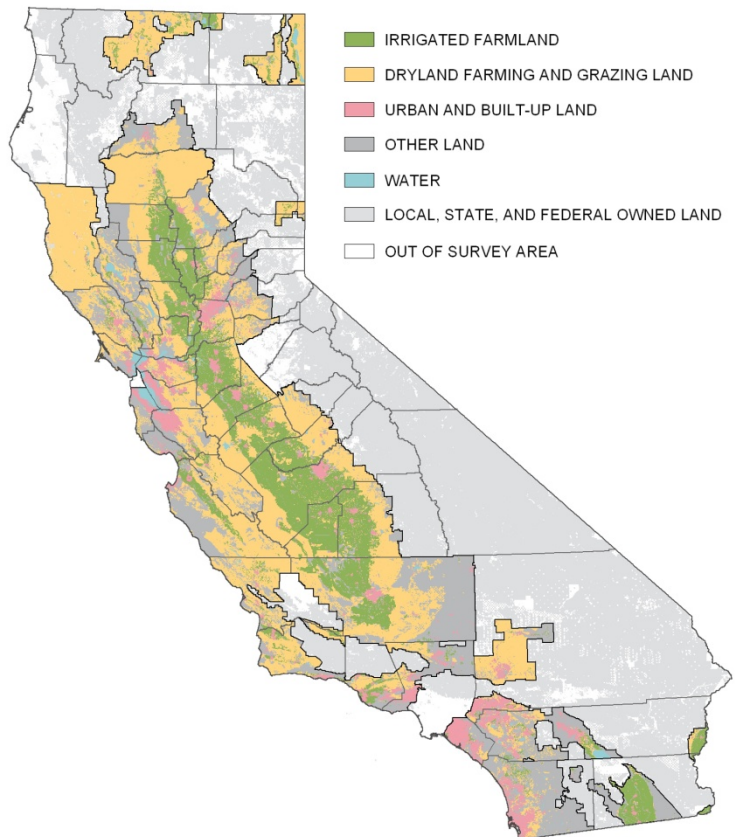 IRRIGATED FARMLAND
DRYLAND FARMING AND GRAZING LAND
URBAN AND BUILT-UP LAND
OTHER LAND
WATER
LOCAL, STATE, AND FEDERAL OWNED LAND
OUT OF SURVEY AREA